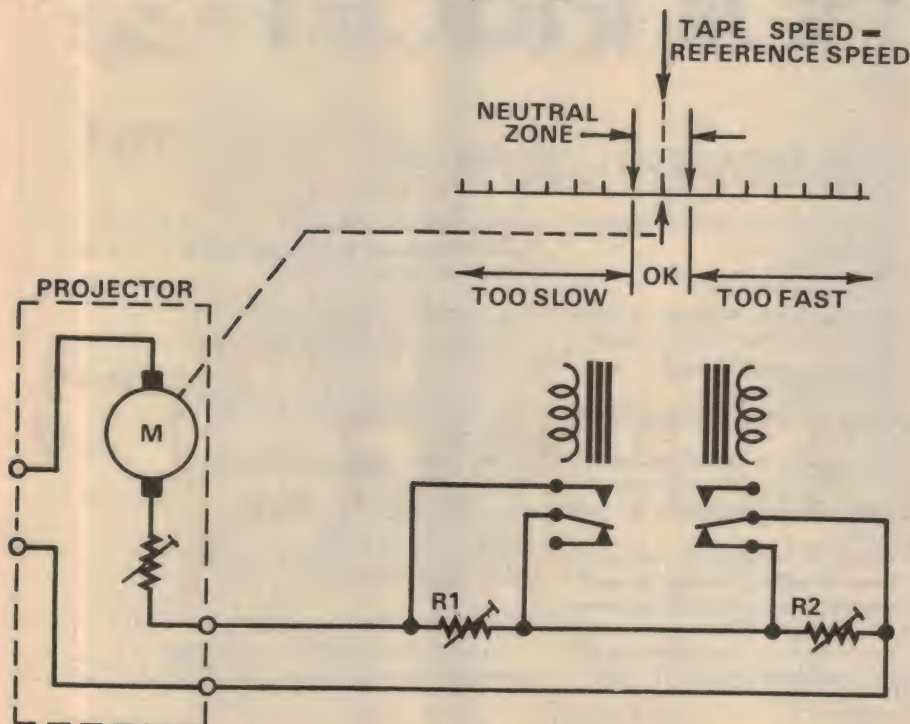 TAPE SPEED =
REFERENCE SPEED
NEUTRAL
ZONE
OK
TOO SLOW
TOO FAST
PROJECTOR
M
R1
R2